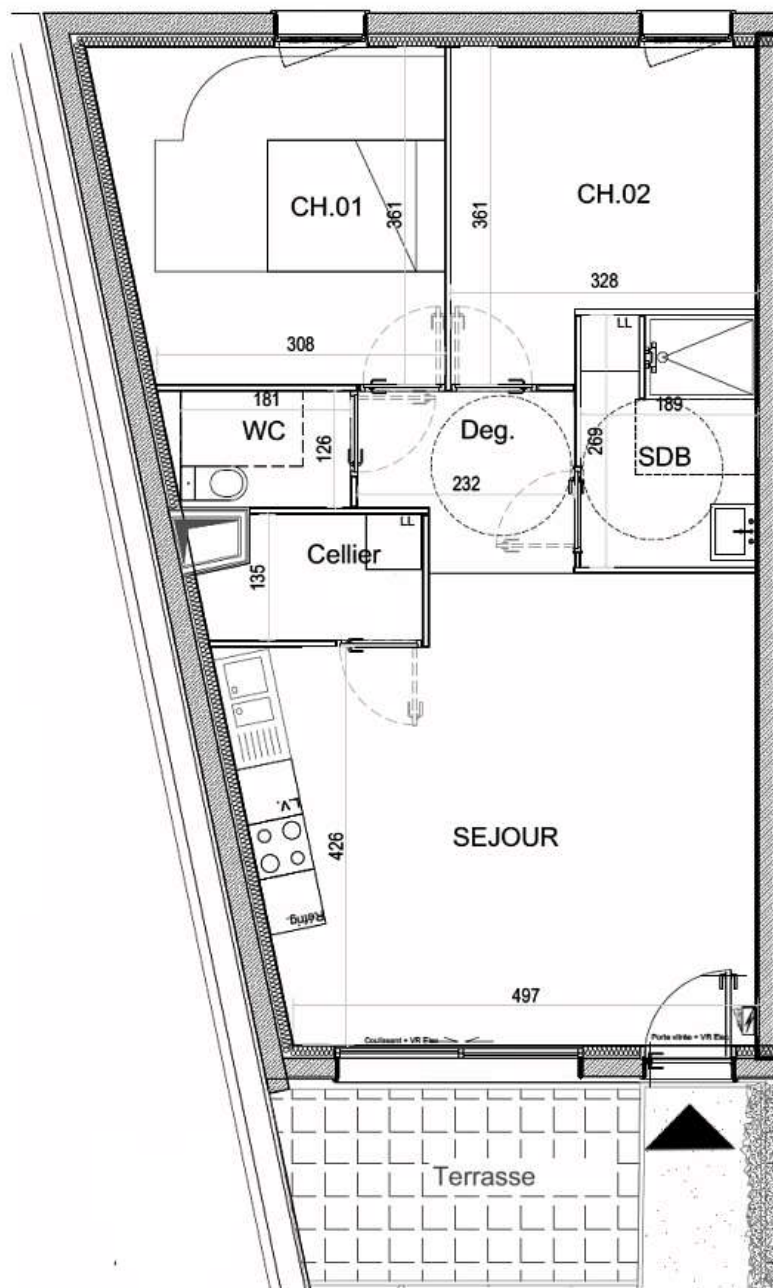 CH.01
361
361
CH.02
328
308
LL
181
WC
126
Deg.
232
189
269
SDB
LL
Cellier
135
L.V.
426
SEJOUR
Réfrig.
497
Coulissant + VR Elec
Porte vitrée + VR Elec
Terrasse